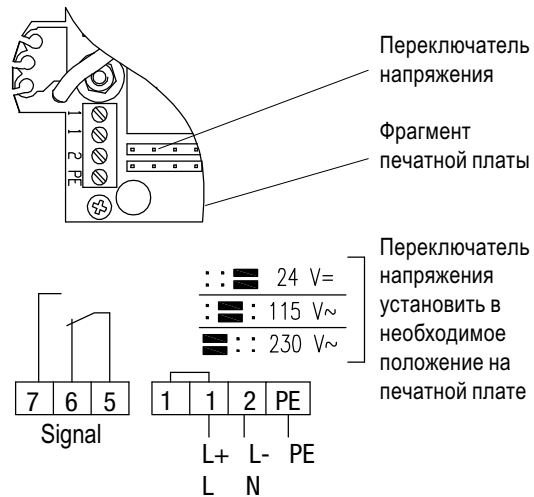 Переключатель
напряжения
Фрагмент
печатной платы
1
1
2
PE
Переключатель
напряжения
установить в
необходимое
положение на
печатной плате
24 V=
115 V~
230 V~
7 6 5
Signal
1 1 2 PE
L+ L- PE
L N